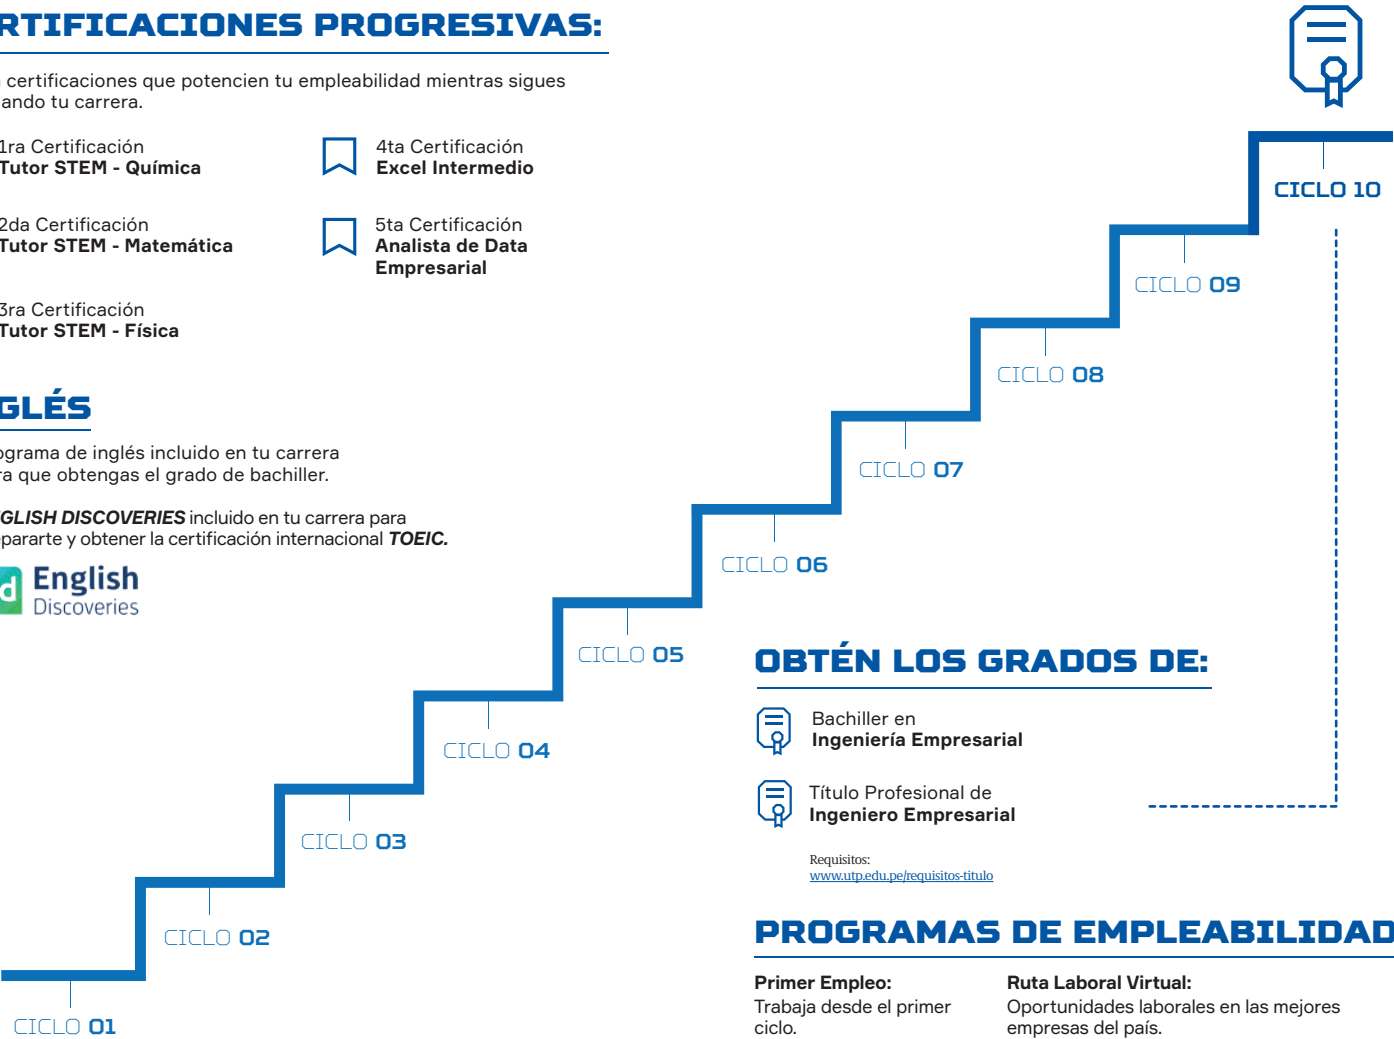 RTIFICACIONES PROGRESIVAS:
certificaciones que potencien tu empleabilidad mientras sigues
ando tu carrera.
1ra Certificación
Tutor STEM - Química
2da Certificación
Tutor STEM - Matemática
3ra Certificación
Tutor STEM - Física
4ta Certificación
Excel Intermedio
5ta Certificación
Analista de Data
Empresarial
GLÉS
ograma de inglés incluido en tu carrera
ra que obtengas el grado de bachiller.
GLISH DISCOVERIES incluido en tu carrera para
epararte y obtener la certificación internacional TOEIC.
d English
Discoveries
CICLO 10
CICLO 09
CICLO 08
CICLO 07
CICLO 06
CICLO 05
CICLO 04
CICLO 03
CICLO 02
CICLO 01
OBTÉN LOS GRADOS DE:
Bachiller en
Ingeniería Empresarial
Título Profesional de
Ingeniero Empresarial
Requisitos:
www.utp.edu.pe/requisitos-titulo
PROGRAMAS DE EMPLEABILIDAD
Primer Empleo:
Trabaja desde el primer
ciclo.
Ruta Laboral Virtual:
Oportunidades laborales en las mejores
empresas del país.